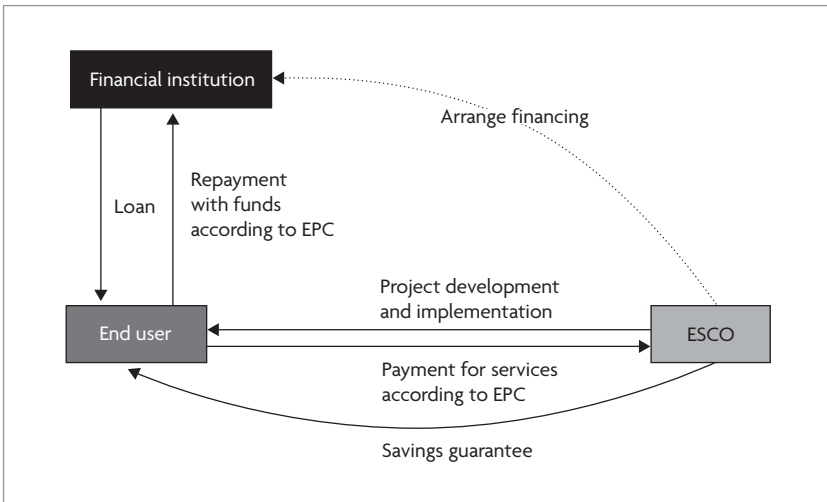 Financial institution
Arrange financing
Loan
Repayment
with funds
according to EPC
Project development
and implementation
End user
ESCO
Payment for services
according to EPC
Savings guarantee